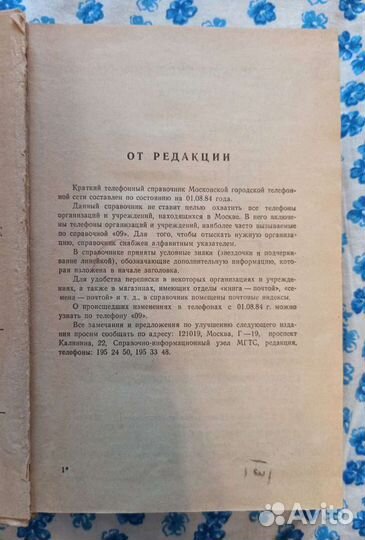 ОТ РЕДАКЦИИ
Краткий телефонный справочник Московской городской телефон-
ной сети составлен по состоянию на 01.08.84 года.
Данный справочник не ставит целью охватить все телефоны
организаций и учреждений, находящихся в Москве. В него включе-
ны телефоны организаций и учреждений, наиболее часто вызываемые
по справочной «09». Для того, чтобы отыскать нужную организа-
цию, справочник снабжен алфавитным указателем.
В справочнике приняты условные знаки (звездочки и подчерки-
вание линейкой), обозначающие дополнительную информацию, кото-
рая изложена в начале заголовка.
Для удобства переписки в некоторых организациях и учрежде-
ниях, а также в магазинах, имеющих отделы «книга — почтой», «се-
мена — почтой» и т. д., в справочник помещены почтовые индексы.
О происшедших изменениях в телефонах с 01.08.84 г. можно
узнать по телефону «09».
Все замечания и предложения по улучшению следующего изда-
ния просим сообщать по адресу: 121019, Москва, Г—19, проспект
Калинина, 22, Справочно-информационный узел МГТС, редакция,
телефоны: 195 24 50, 195 33 48.
1*
Avito